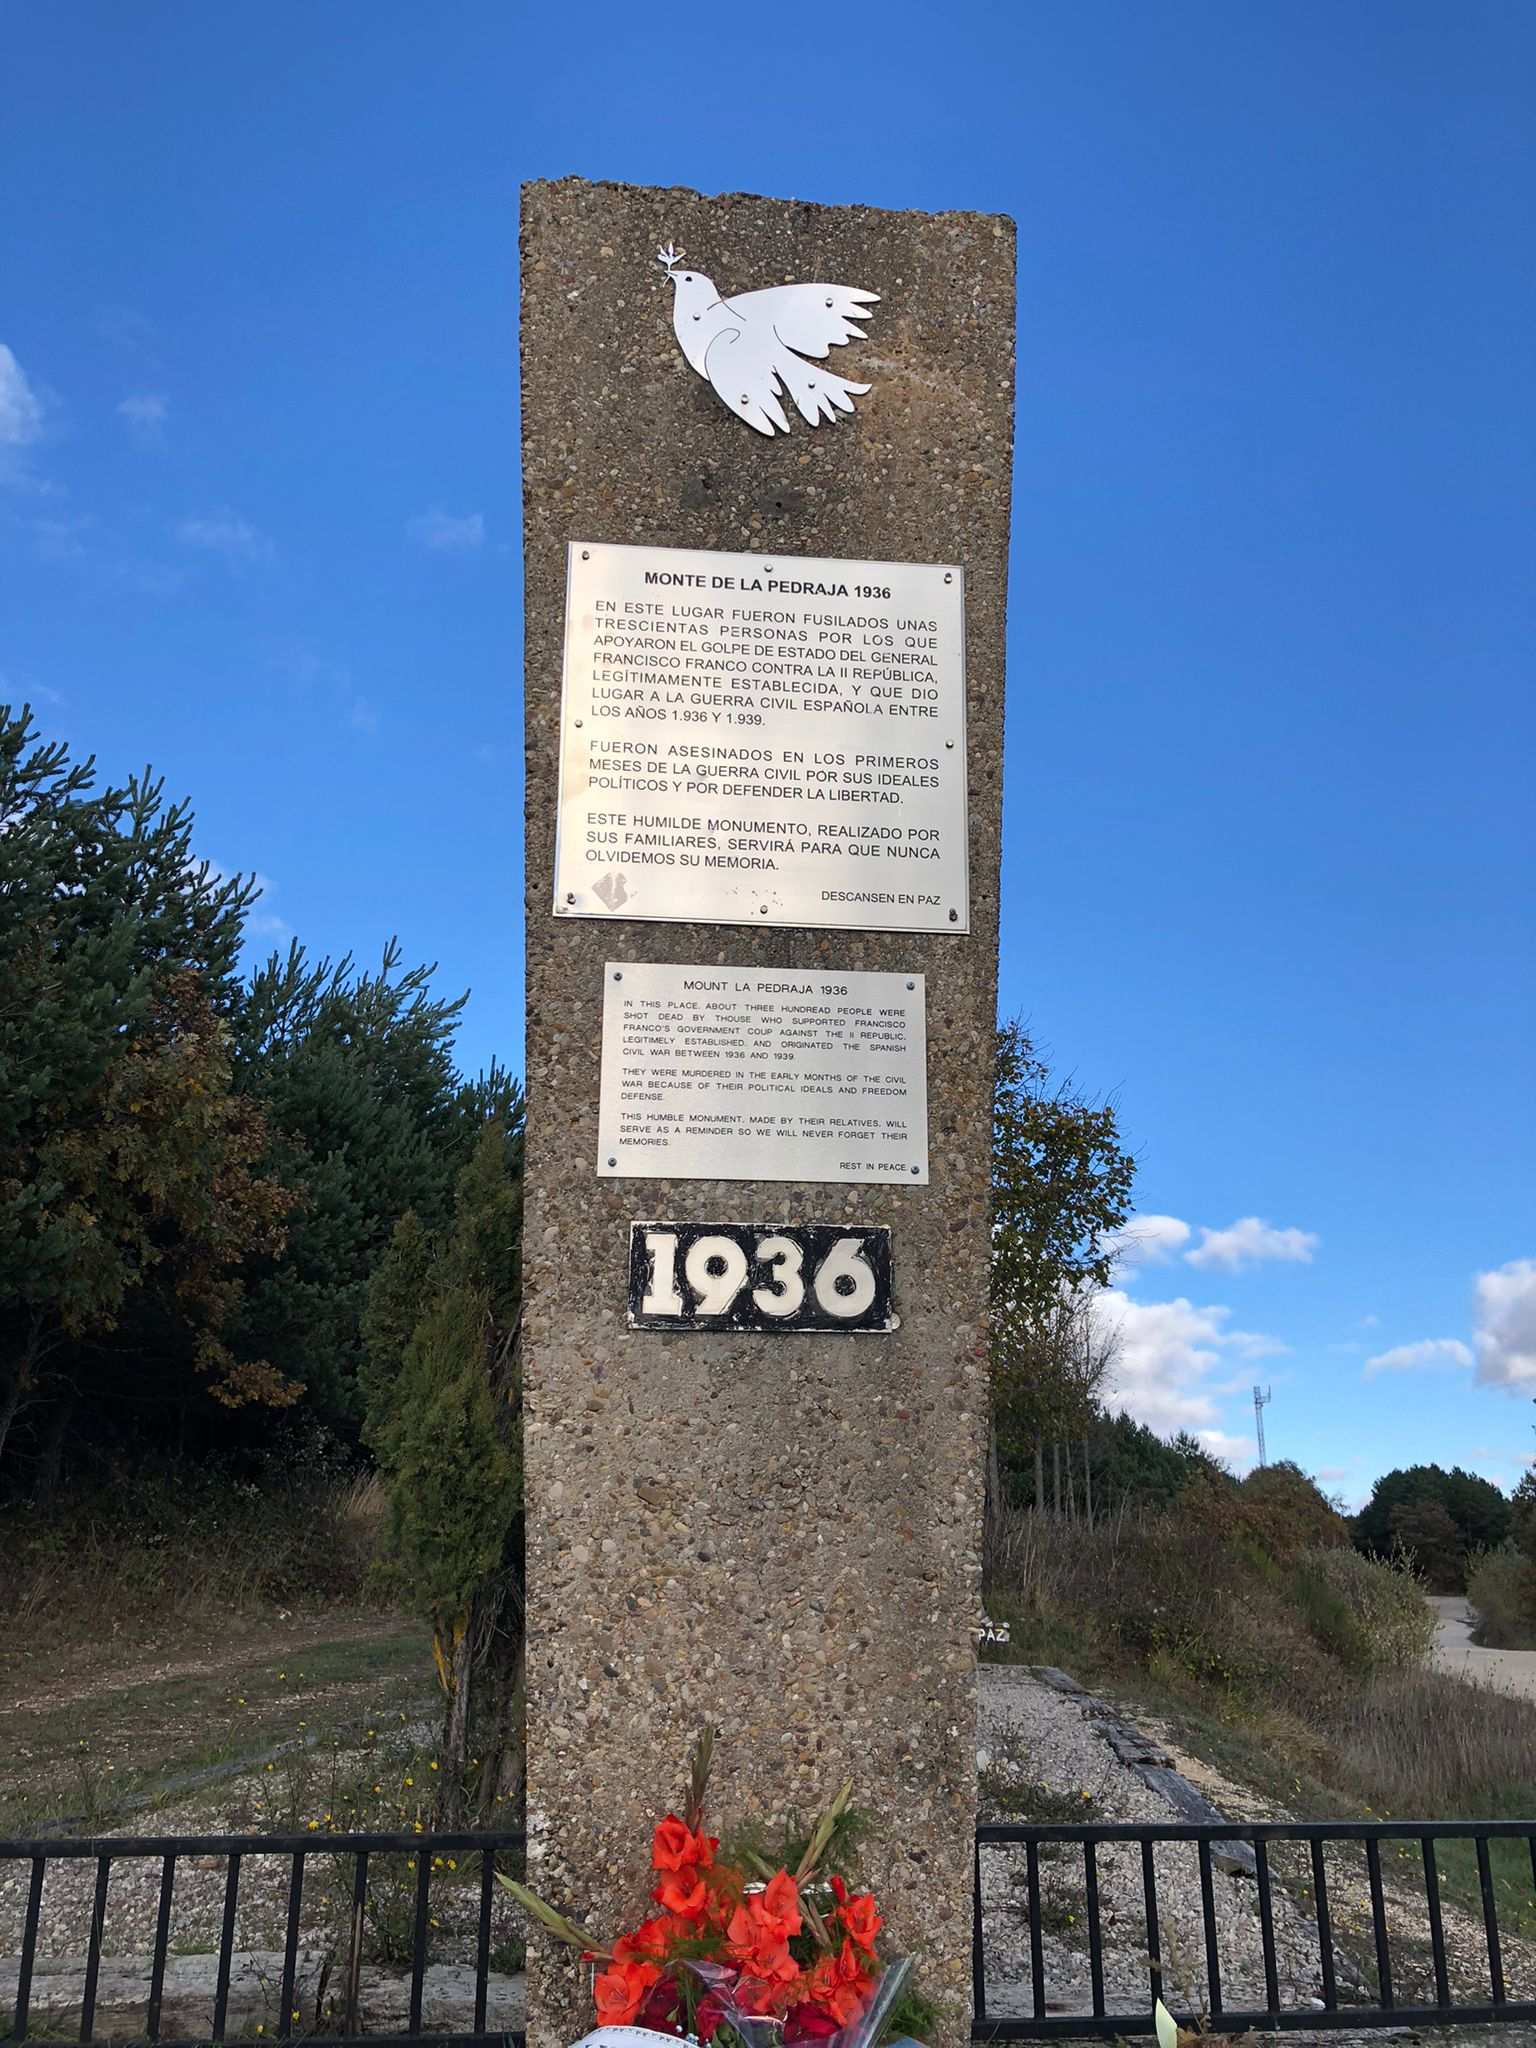 MONTE DE LA PEDRAJA 1936
EN ESTE LUGAR FUERON FUSILADOS UNAS
TRESCIENTAS PERSONAS POR LOS QUE
APOYARON EL GOLPE DE ESTADO DEL GENERAL
FRANCISCO FRANCO CONTRA LA II REPÚBLICA,
LEGÍTIMAMENTE ESTABLECIDA, Y QUE DIO
LUGAR A LA GUERRA CIVIL ESPAÑOLA ENTRE
LOS AÑOS 1.936 Y 1.939.
FUERON ASESINADOS EN LOS PRIMEROS
MESES DE LA GUERRA CIVIL POR SUS IDEALES
POLÍTICOS Y POR DEFENDER LA LIBERTAD.
ESTE HUMILDE MONUMENTO, REALIZADO POR
SUS FAMILIARES, SERVIRÁ PARA QUE NUNCA
OLVIDEMOS SU MEMORIA.
DESCANSEN EN PAZ
MOUNT LA PEDRAJA 1936
IN THIS PLACE. ABOUT THREE HUNDREAD PEOPLE WERE
SHOT DEAD BY THOUSE WHO SUPPORTED FRANCISCO
FRANCO'S GOVERNMENT COUP AGAINST THE II REPUBLIC.
LEGITIMELY ESTABLISHED. AND ORIGINATED THE SPANISH
CIVIL WAR BETWEEN 1936 AND 1939.
THEY WERE MURDERED IN THE EARLY MONTHS OF THE CIVIL
WAR BECAUSE OF THEIR POLITICAL IDEALS AND FREEDOM
DEFENSE.
THIS HUMBLE MONUMENT. MADE BY THEIR RELATIVES. WILL
SERVE AS A REMINDER SO WE WILL NEVER FORGET THEIR
MEMORIES.
REST IN PEACE.
1936
PAZ